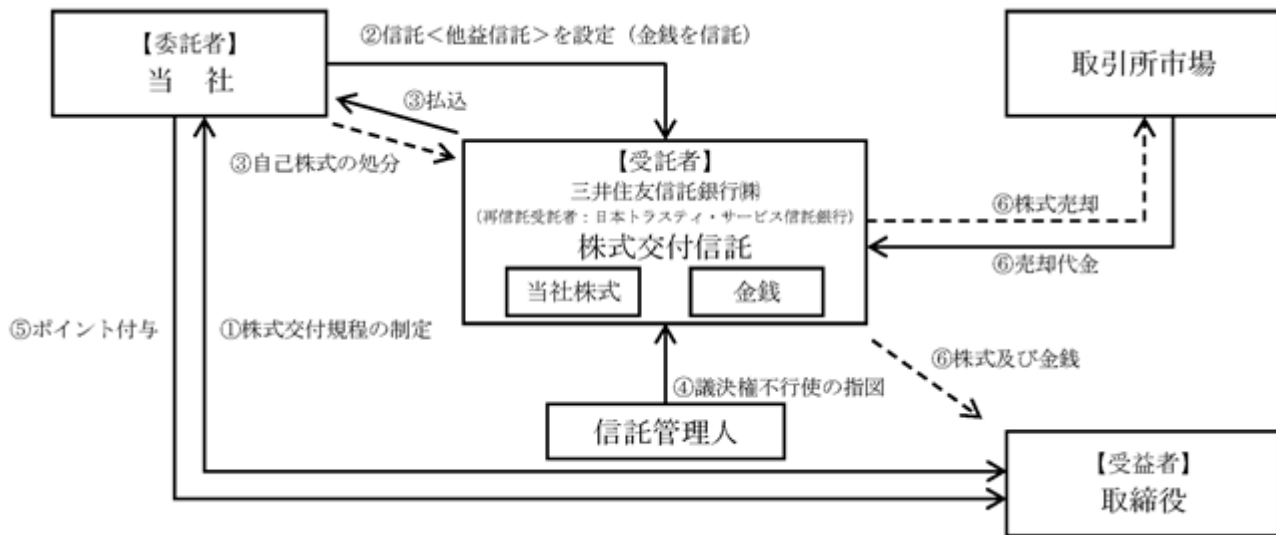 【委託者】
当 社
②信託＜他益信託＞を設定（金銭を信託）
取引所市場
③払込
③自己株式の処分
【受託者】
三井住友信託銀行㈱
（再信託受託者：日本トラスティ・サービス信託銀行）
株式交付信託
当社株式
金銭
⑥株式売却
⑥売却代金
⑤ポイント付与
①株式交付規程の制定
④議決権不行使の指図
⑥株式及び金銭
信託管理人
【受益者】
取締役